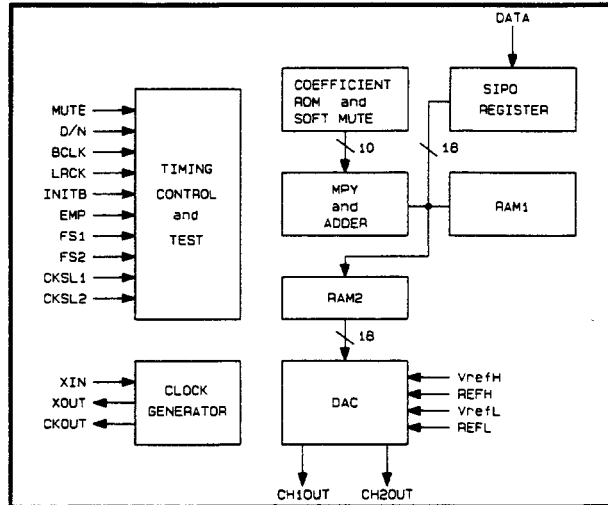 DATA
COEFFICIENT
ROM and
SOFT MUTE
SIPO
REGISTER
MUTE
D/N
BCLK
LRCK
INITB
EMP
FS1
FS2
CKSL1
CKSL2
TIMING
CONTROL
and
TEST
10
18
MPY
and
ADDER
RAM1
RAM2
18
XIN
XOUT
CKOUT
CLOCK
GENERATOR
DAC
VrefH
REFH
VrefL
REFL
CH1OUT
CH2OUT